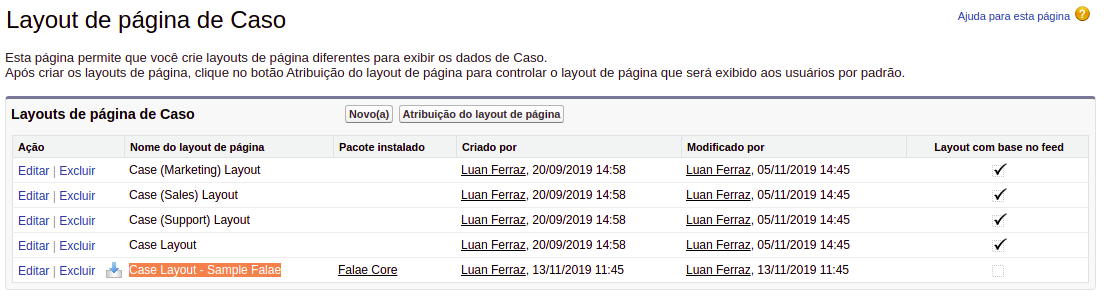 Layout de página de Caso
Ajuda para esta página ?
Esta página permite que você crie layouts de página diferentes para exibir os dados de Caso.
Após criar os layouts de página, clique no botão Atribuição do layout de página para controlar o layout de página que será exibido aos usuários por padrão.
Layouts de página de Caso Novo(a) Atribuição do layout de página
Ação Nome do layout de página Pacote instalado Criado por Modificado por Layout com base no feed
Editar | Excluir Case (Marketing) Layout Luan Ferraz, 20/09/2019 14:58 Luan Ferraz, 05/11/2019 14:45
Editar | Excluir Case (Sales) Layout Luan Ferraz, 20/09/2019 14:58 Luan Ferraz, 05/11/2019 14:45
Editar | Excluir Case (Support) Layout Luan Ferraz, 20/09/2019 14:58 Luan Ferraz, 05/11/2019 14:45
Editar | Excluir Case Layout Luan Ferraz, 20/09/2019 14:58 Luan Ferraz, 05/11/2019 14:45
Editar | Excluir Case Layout - Sample Falae Falae Core Luan Ferraz, 13/11/2019 11:45 Luan Ferraz, 13/11/2019 11:45